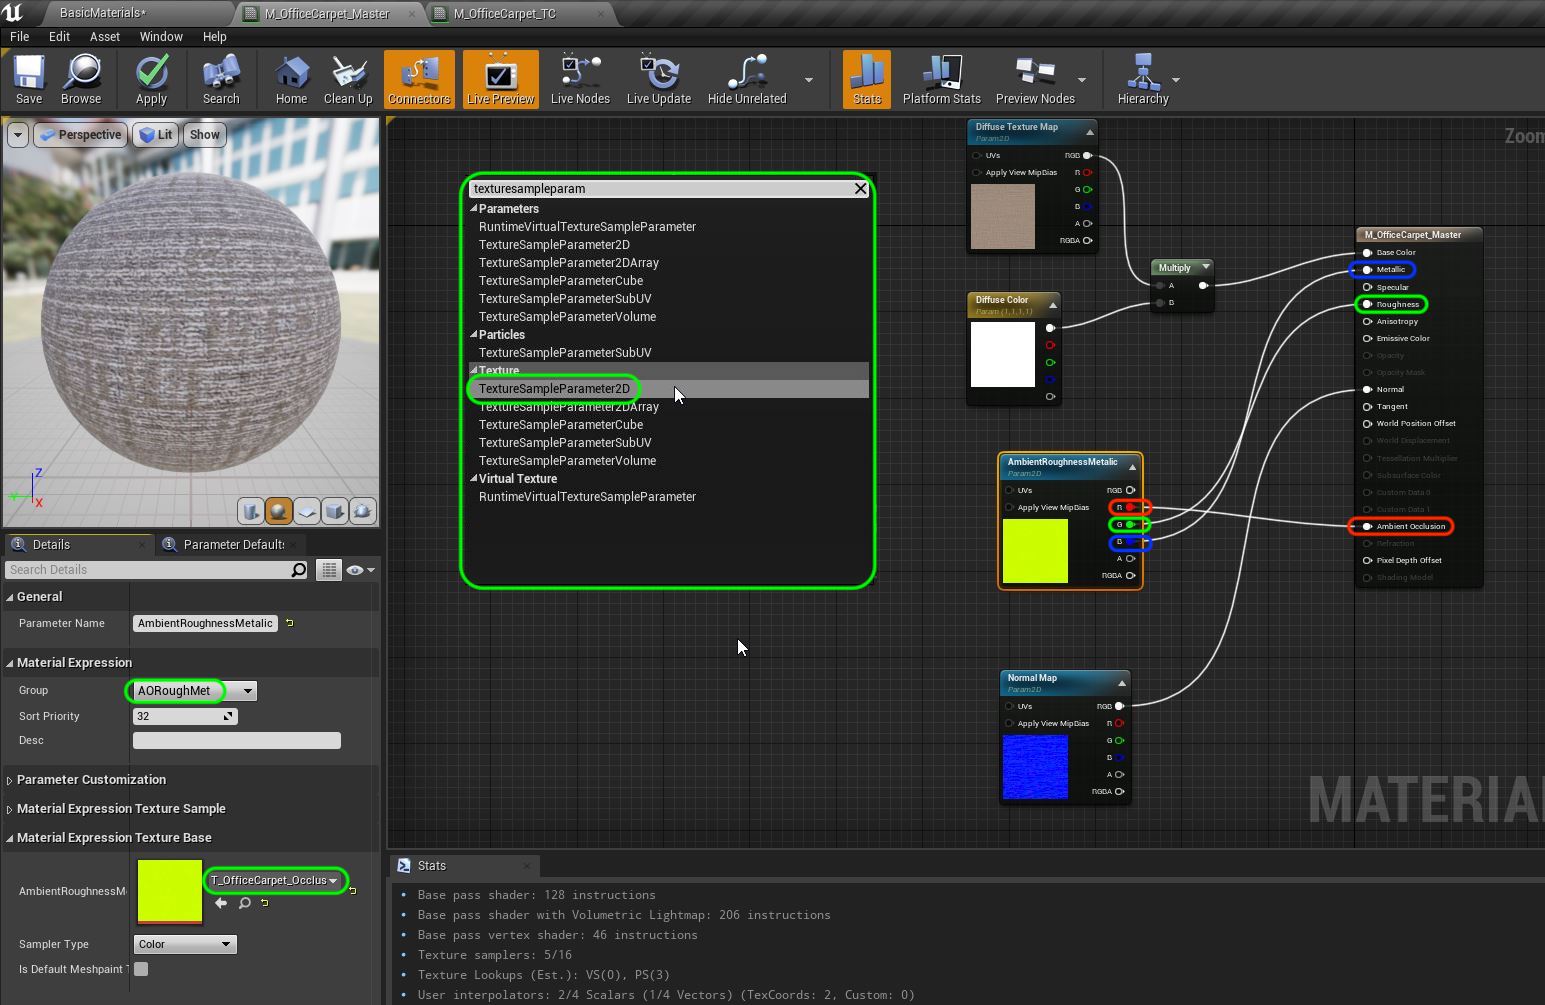 BasicMaterials*
M_OfficeCarpet_Master
M_OfficeCarpet_TC
File Edit Asset Window Help
Save Browse Apply Search Home Clean Up Connectors Live Preview Live Nodes Live Update Hide Unrelated Stats Platform Stats Preview Nodes Hierarchy
Perspective Lit Show
Z
Y
X
Details
Parameter Default
Search Details
General
Parameter Name AmbientRoughnessMetalic
Material Expression
Group AORoughMet
Sort Priority 32
Desc
Parameter Customization
Material Expression Texture Sample
Material Expression Texture Base
AmbientRoughnessM
T_OfficeCarpet_Occlus
Sampler Type Color
Is Default Meshpaint T
Zoom
texturesampleparam
Parameters
RuntimeVirtualTextureSampleParameter
TextureSampleParameter2D
TextureSampleParameter2DArray
TextureSampleParameterCube
TextureSampleParameterSubUV
TextureSampleParameterVolume
Particles
TextureSampleParameterSubUV
Texture
TextureSampleParameter2D
TextureSampleParameter2DArray
TextureSampleParameterCube
TextureSampleParameterSubUV
TextureSampleParameterVolume
Virtual Texture
RuntimeVirtualTextureSampleParameter
Diffuse Texture Map
Param2D
UVs RGB
Apply View MipBias R
G
B
A
RGBA
Diffuse Color
Param (1,1,1,1)
Multiply
A
B
AmbientRoughnessMetalic
Param2D
UVs RGB
Apply View MipBias R
G
B
A
RGBA
Normal Map
Param2D
UVs RGB
Apply View MipBias R
G
B
A
RGBA
M_OfficeCarpet_Master
Base Color
Metallic
Specular
Roughness
Anisotropy
Emissive Color
Opacity
Opacity Mask
Normal
Tangent
World Position Offset
World Displacement
Tessellation Multiplier
Subsurface Color
Custom Data 0
Custom Data 1
Ambient Occlusion
Refraction
Pixel Depth Offset
Shading Model
MATERIA
Stats
Base pass shader: 128 instructions
Base pass shader with Volumetric Lightmap: 206 instructions
Base pass vertex shader: 46 instructions
Texture samplers: 5/16
Texture Lookups (Est.): VS(0), PS(3)
User interpolators: 2/4 Scalars (1/4 Vectors) (TexCoords: 2, Custom: 0)